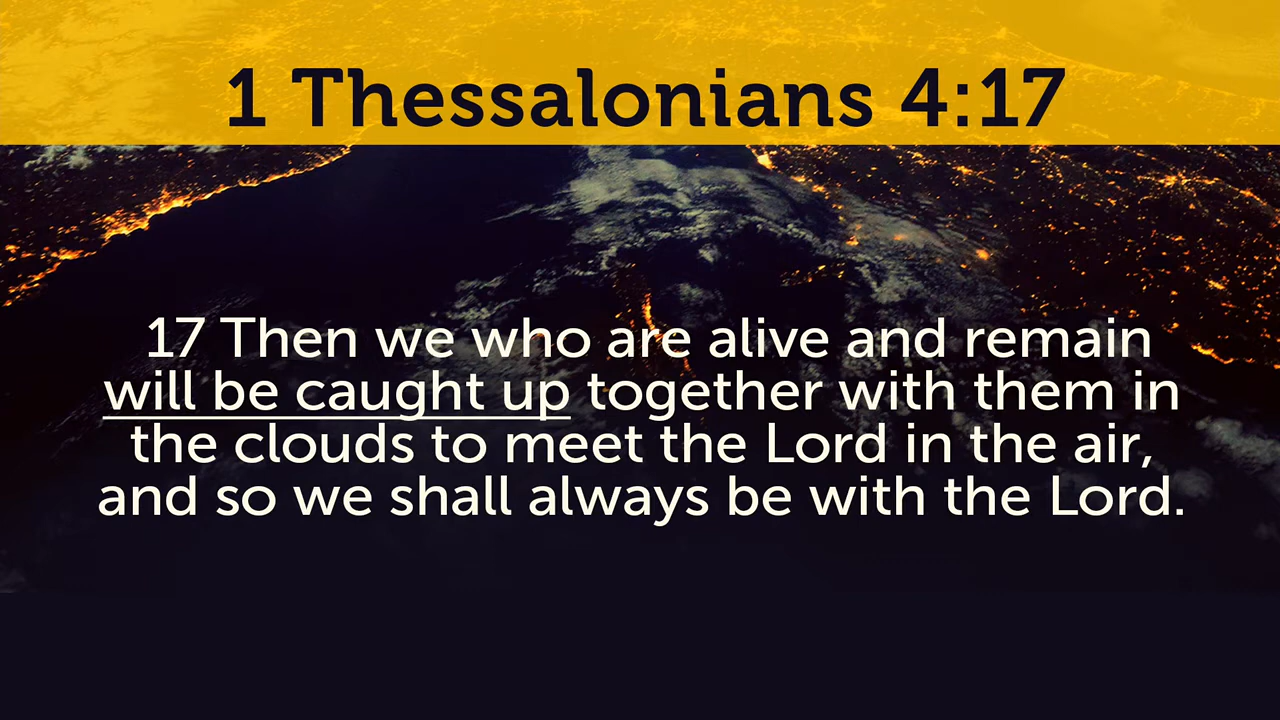 1 Thessalonians 4:17
17 Then we who are alive and remain
will be caught up together with them in
the clouds to meet the Lord in the air,
and so we shall always be with the Lord.